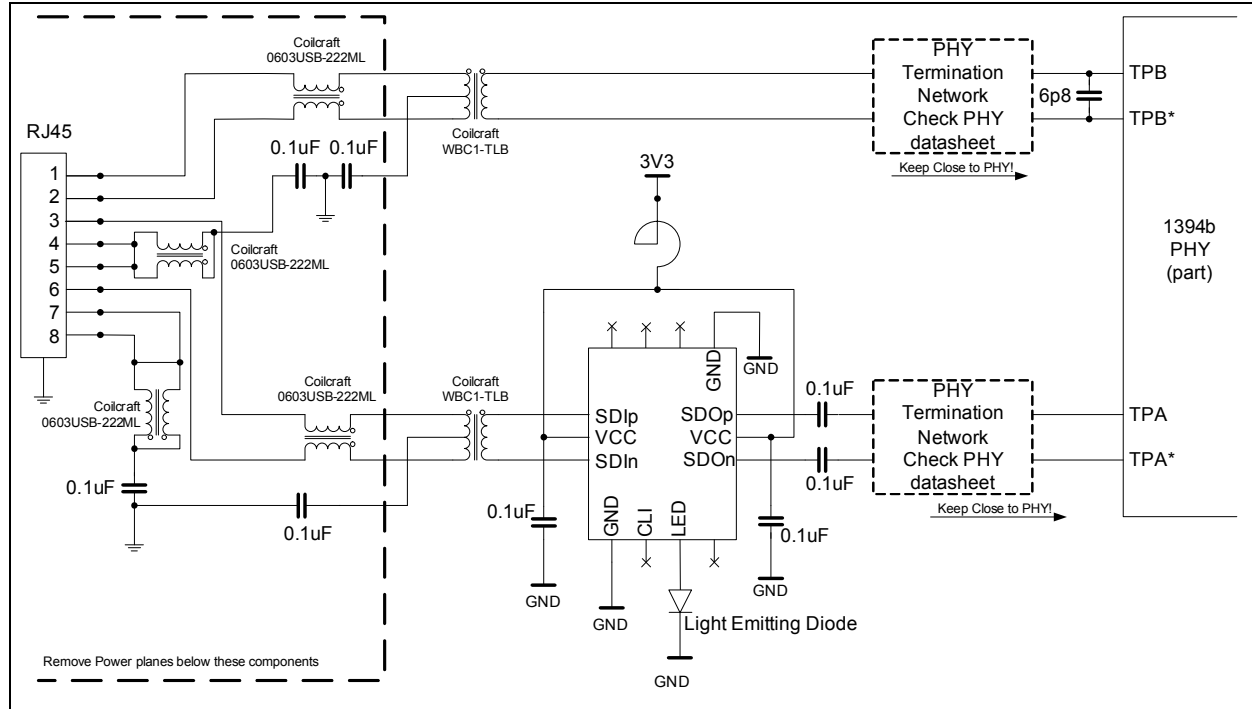 Coilcraft
0603USB-222ML
Coilcraft
WBC1-TLB
PHY
Termination
Network
Check PHY
datasheet
Keep Close to PHY!
6p8
TPB
TPB*
RJ45
1
2
3
4
5
6
7
8
0.1uF
0.1uF
Coilcraft
0603USB-222ML
3V3
1394b
PHY
(part)
Coilcraft
0603USB-222ML
Coilcraft
0603USB-222ML
Coilcraft
WBC1-TLB
GND
GND
SDIp
VCC
SDIn
SDOp
VCC
SDOn
GND
CLI
LED
0.1uF
0.1uF
PHY
Termination
Network
Check PHY
datasheet
Keep Close to PHY!
TPA
TPA*
0.1uF
0.1uF
0.1uF
0.1uF
GND
GND
GND
Light Emitting Diode
GND
Remove Power planes below these components